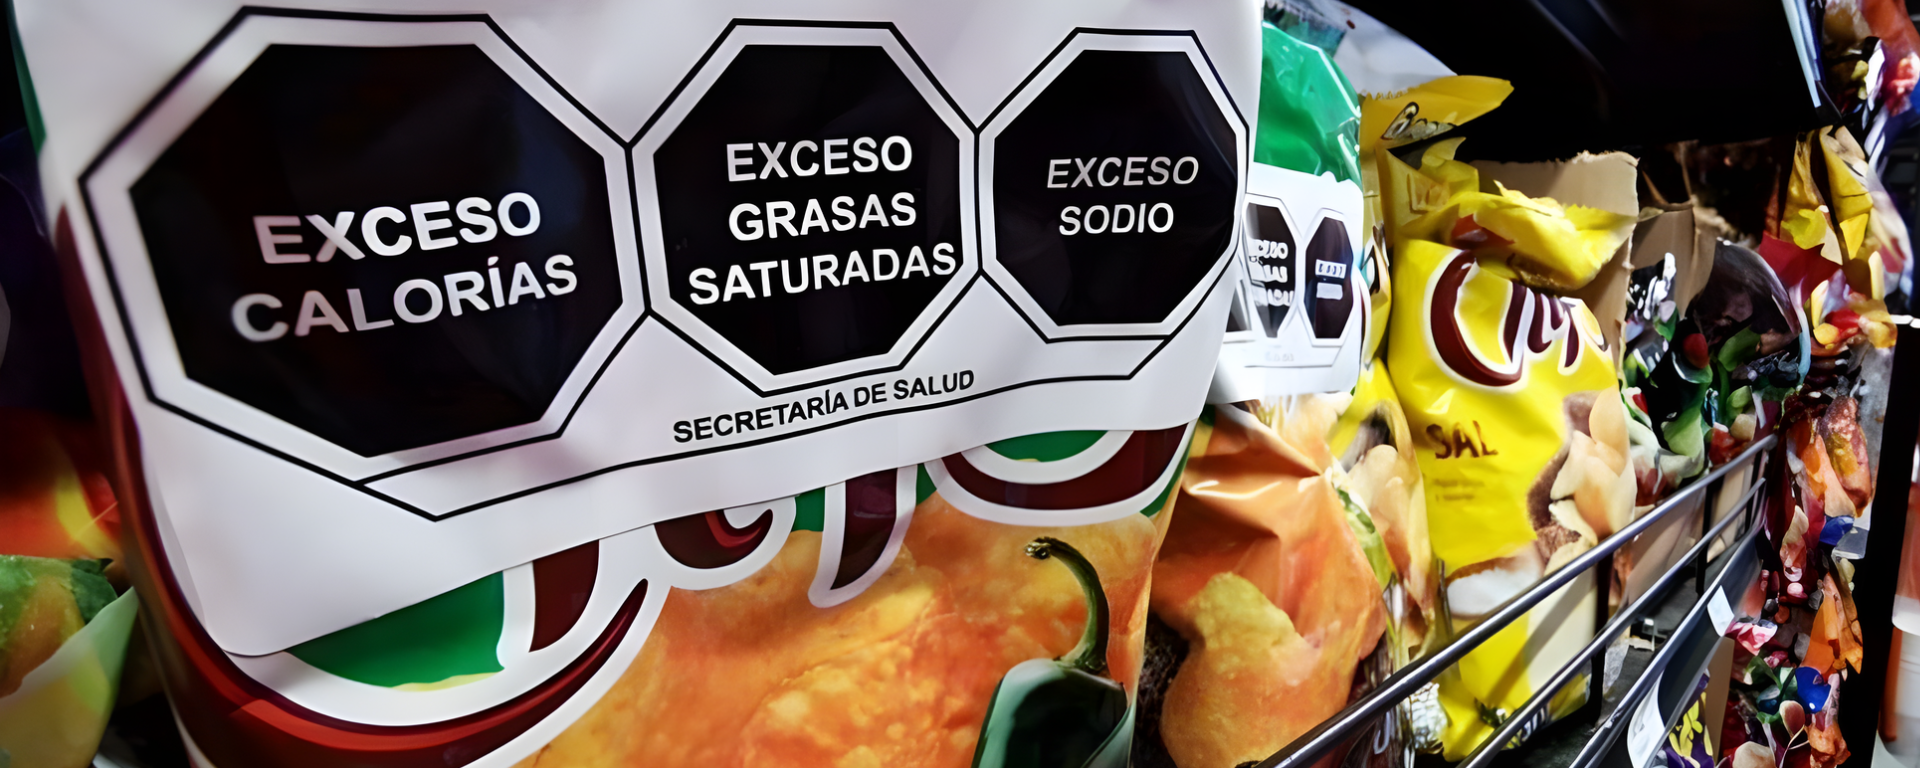 EXCESO
CALORÍAS
EXCESO
GRASAS
SATURADAS
EXCESO
SODIO
SECRETARÍA DE SALUD
SAL